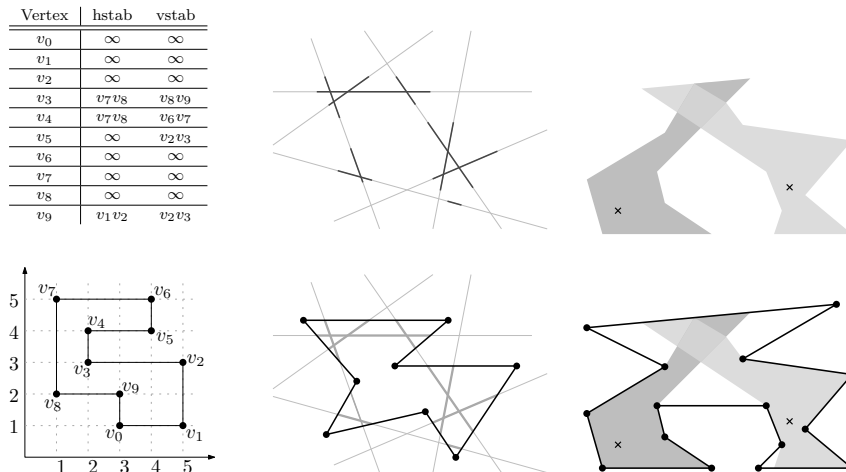 Vertex hstab vstab
v₀ ∞ ∞
v₁ ∞ ∞
v₂ ∞ ∞
v₃ v₇v₈ v₈v₉
v₄ v₇v₈ v₆v₇
v₅ ∞ v₂v₃
v₆ ∞ ∞
v₇ ∞ ∞
v₈ ∞ ∞
v₉ v₁v₂ v₂v₃
v₇ v₆
5
v₄
4 v₅
v₂
3 v₃
v₉
2 v₈
v₀ v₁
1
1 2 3 4 5